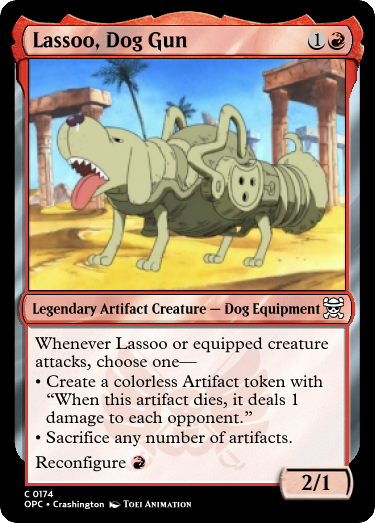 Lassoo, Dog Gun 1
Legendary Artifact Creature — Dog Equipment
Whenever Lassoo or equipped creature
attacks, choose one—
• Create a colorless Artifact token with
“When this artifact dies, it deals 1
damage to each opponent.”
• Sacrifice any number of artifacts.
Reconfigure
2/1
C 0174
OPC • Crashington TOEI ANIMATION